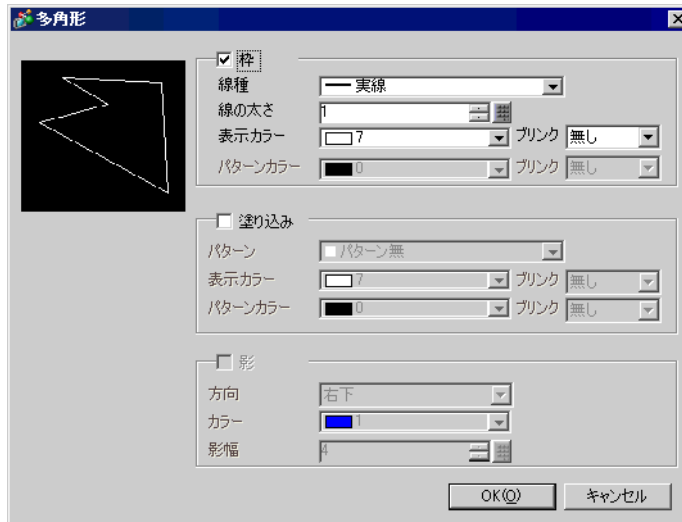 多角形
枠
線種 実線
線の太さ 1
表示カラー 7 ブリンク 無し
パターンカラー 0 ブリンク 無し
塗り込み
パターン パターン無
表示カラー 7 ブリンク 無し
パターンカラー 0 ブリンク 無し
影
方向 右下
カラー 1
影幅 4
OK(O) キャンセル